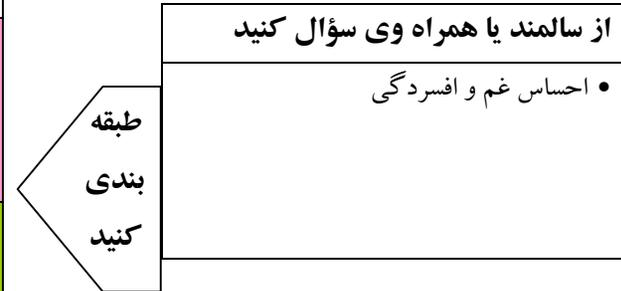 از سالمند یا همراه وی سؤال کنید
• احساس غم و افسردگی
طبقه
بندی
کنید